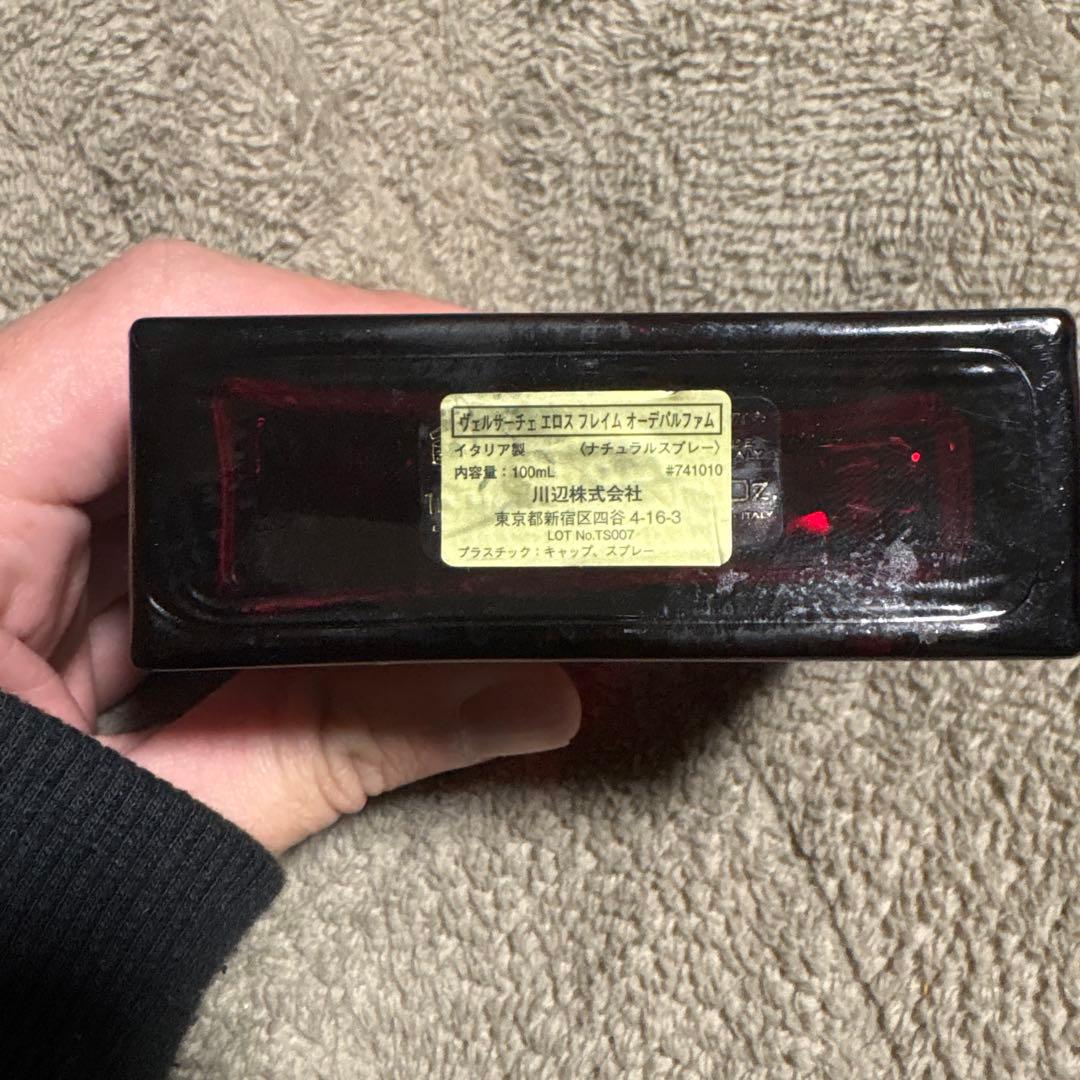 ヴェルサーチェ エロス フレイム オーデパルファム
イタリア製 〈ナチュラルスプレー〉
内容量：100mL #741010
川辺株式会社
東京都新宿区四谷 4-16-3
LOT No.TS007
プラスチック：キャップ、スプレー
ITALY